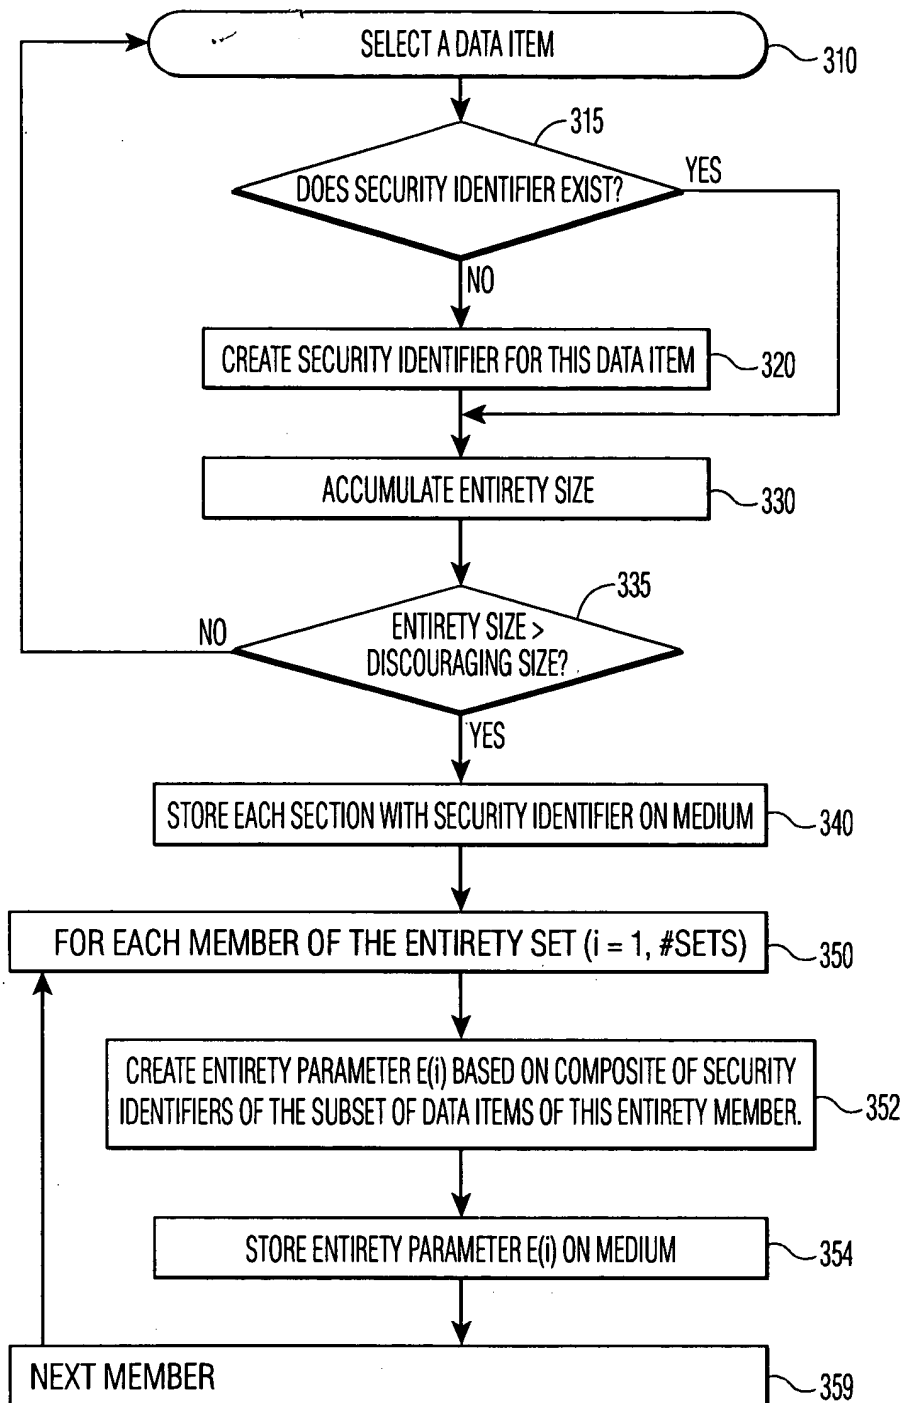 SELECT A DATA ITEM
310
315
DOES SECURITY IDENTIFIER EXIST?
YES
NO
CREATE SECURITY IDENTIFIER FOR THIS DATA ITEM
320
ACCUMULATE ENTIRETY SIZE
330
335
NO
ENTIRETY SIZE >
DISCOURAGING SIZE?
YES
STORE EACH SECTION WITH SECURITY IDENTIFIER ON MEDIUM
340
FOR EACH MEMBER OF THE ENTIRETY SET (i = 1, #SETS)
350
CREATE ENTIRETY PARAMETER E(i) BASED ON COMPOSITE OF SECURITY
IDENTIFIERS OF THE SUBSET OF DATA ITEMS OF THIS ENTIRETY MEMBER.
352
STORE ENTIRETY PARAMETER E(i) ON MEDIUM
354
NEXT MEMBER
359